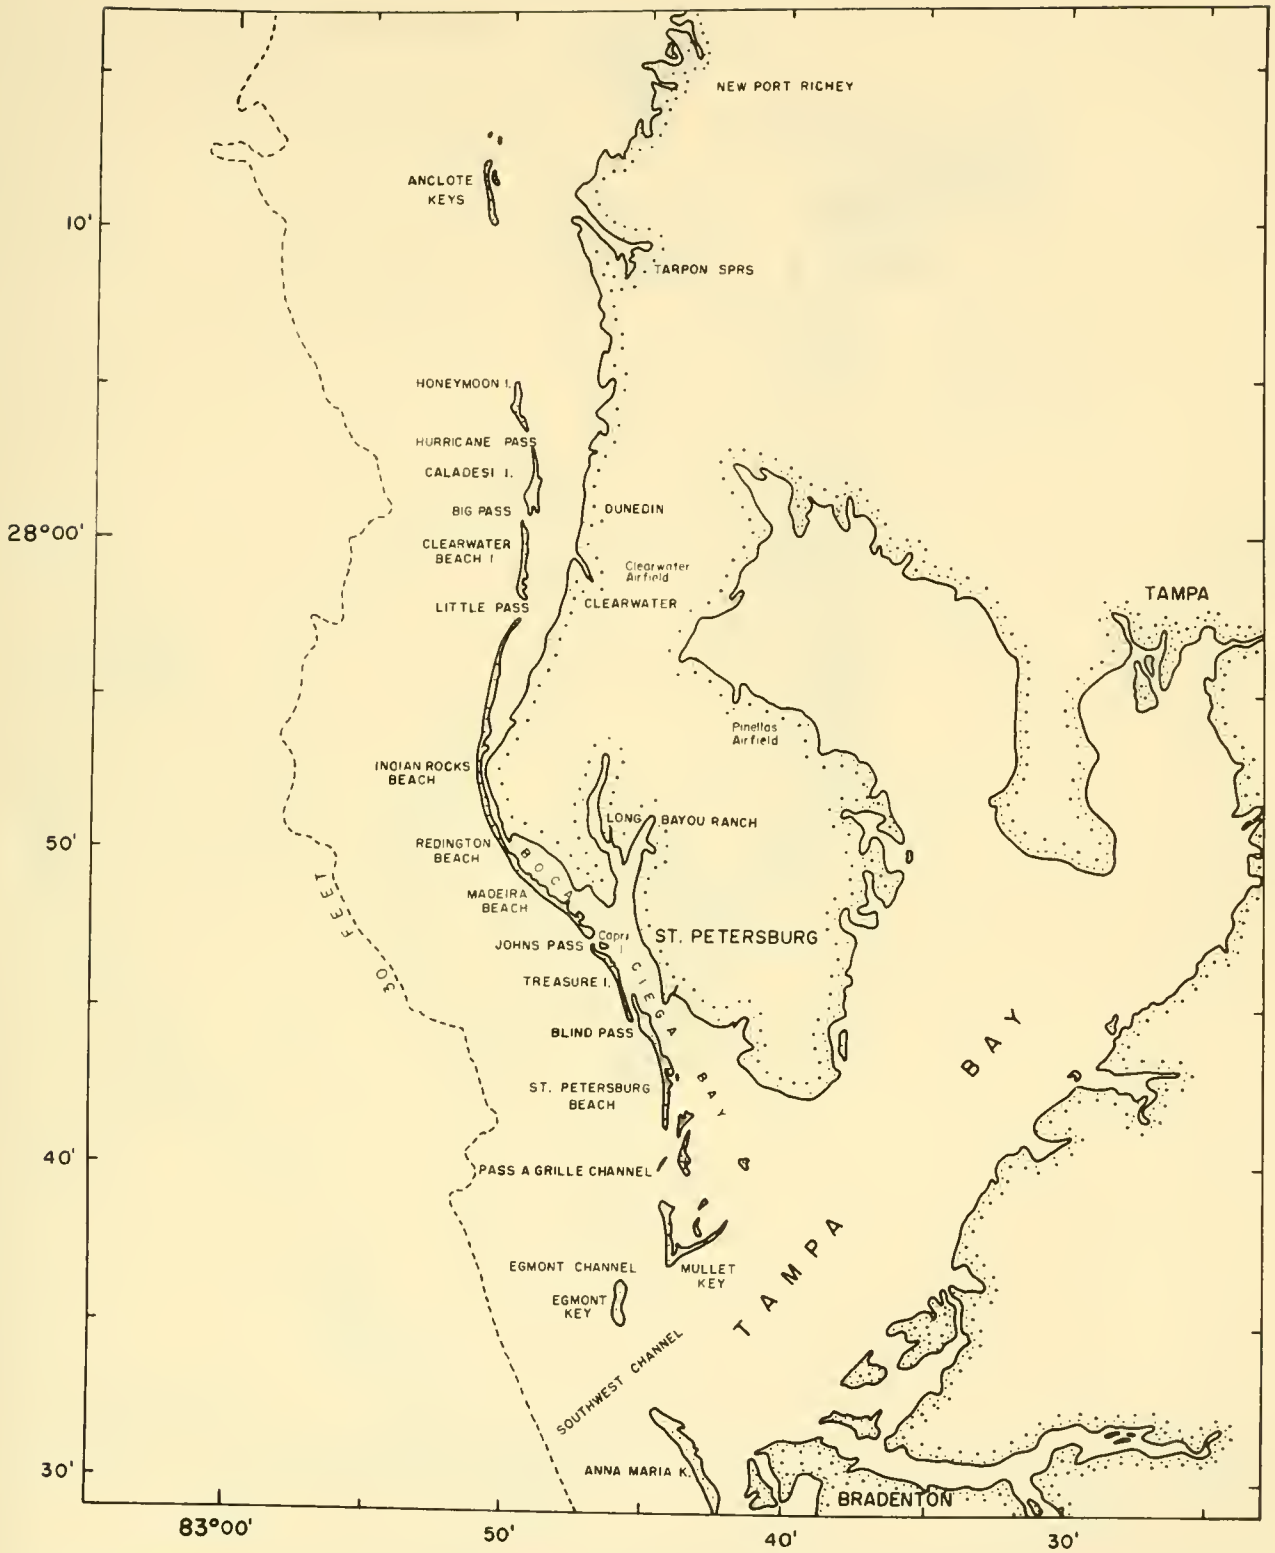 NEW PORT RICHEY
ANCLOTE
KEYS
10'
TARPON SPRS
HONEYMOON I.
HURRICANE PASS
CALADESI I.
BIG PASS
DUNEDIN
28°00'
CLEARWATER
BEACH I
Clearwater
Airfield
LITTLE PASS
CLEARWATER
TAMPA
Pinellas
Airfield
INDIAN ROCKS
BEACH
LONG BAYOU RANCH
50'
REDINGTON
BEACH
BOCA CIEGA BAY
30 FEET
MADEIRA
BEACH
Capri
I
ST. PETERSBURG
JOHNS PASS
TREASURE I.
BLIND PASS
ST. PETERSBURG
BEACH
TAMPA BAY
40'
PASS A GRILLE CHANNEL
EGMONT CHANNEL
MULLET
KEY
EGMONT
KEY
SOUTHWEST CHANNEL
30'
ANNA MARIA K.
BRADENTON
83°00'
50'
40'
30'